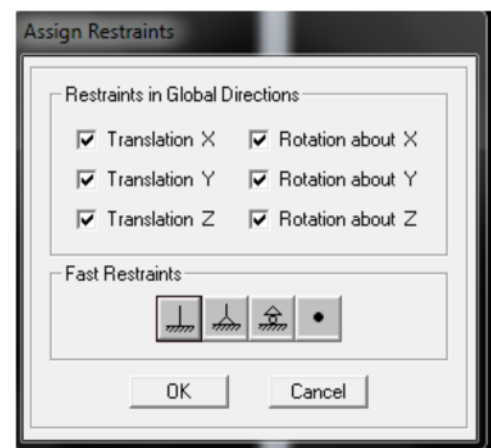 Assign Restraints
Restraints in Global Directions
Translation X
Rotation about X
Translation Y
Rotation about Y
Translation Z
Rotation about Z
Fast Restraints
OK
Cancel